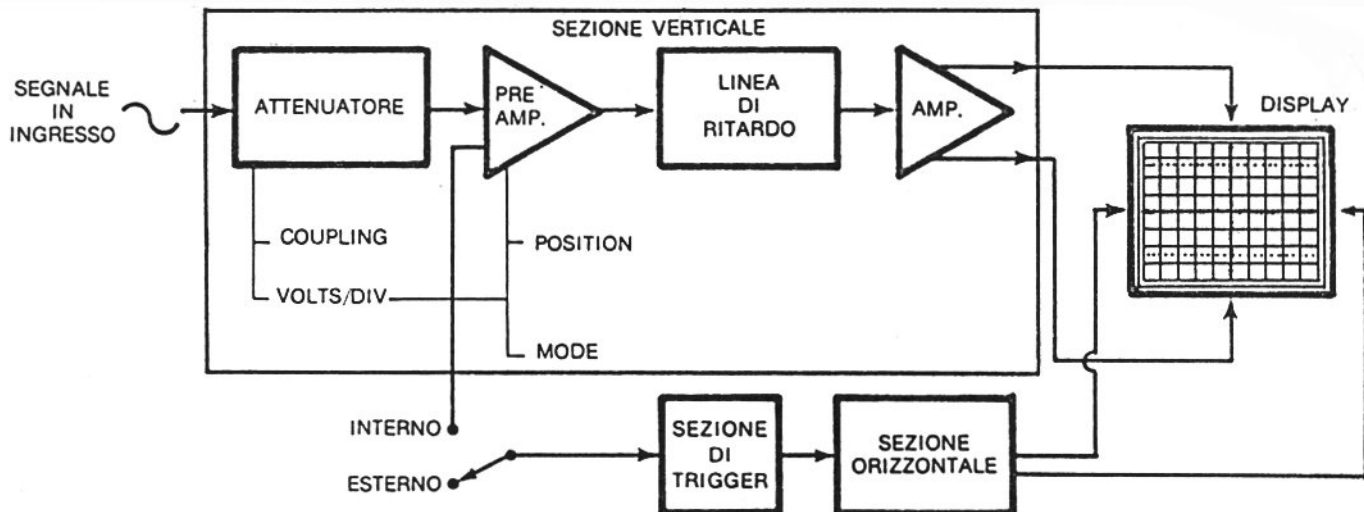 SEZIONE VERTICALE
SEGNALE
IN
INGRESSO
ATTENUATORE
PRE
AMP.
LINEA
DI
RITARDO
AMP.
DISPLAY
COUPLING
POSITION
VOLTS/DIV
MODE
INTERNO
ESTERNO
SEZIONE
DI
TRIGGER
SEZIONE
ORIZZONTALE